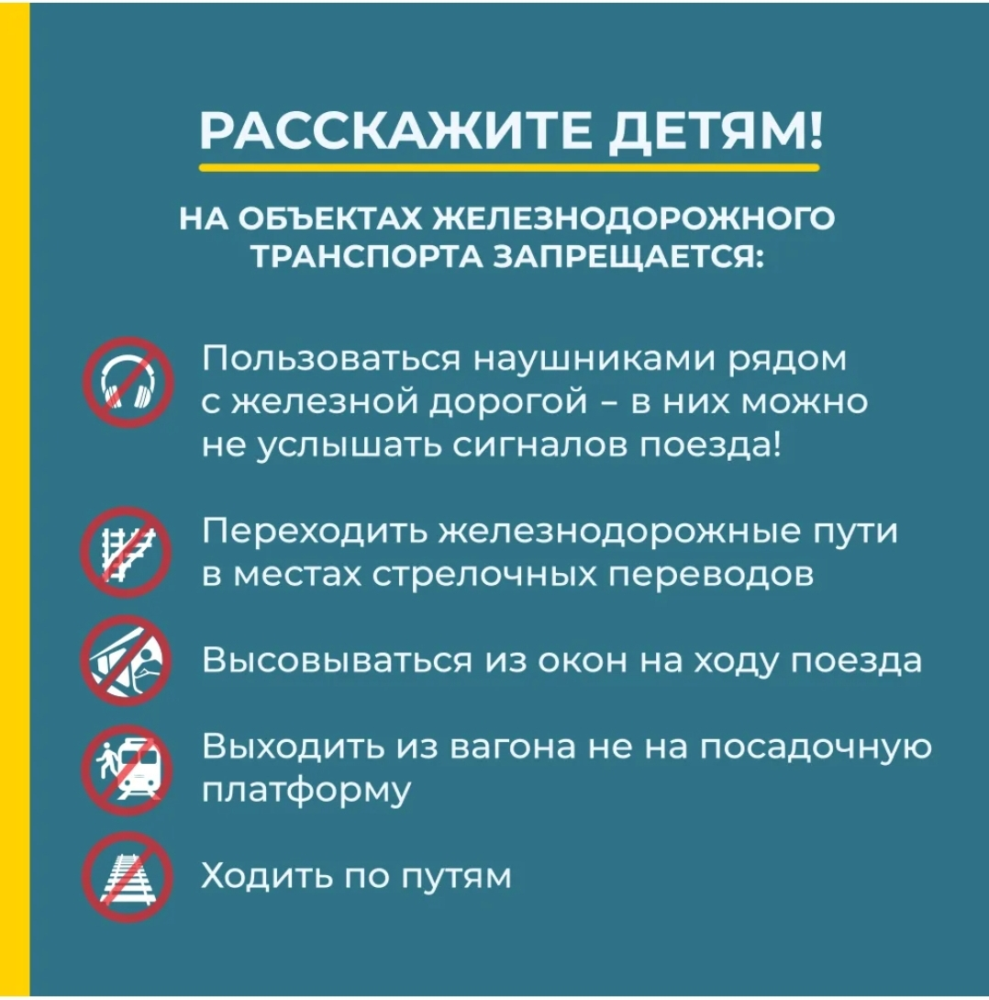 РАССКАЖИТЕ ДЕТЯМ!
НА ОБЪЕКТАХ ЖЕЛЕЗНОДОРОЖНОГО
ТРАНСПОРТА ЗАПРЕЩАЕТСЯ:
Пользоваться наушниками рядом
с железной дорогой – в них можно
не услышать сигналов поезда!
Переходить железнодорожные пути
в местах стрелочных переводов
Высовываться из окон на ходу поезда
Выходить из вагона не на посадочную
платформу
Ходить по путям